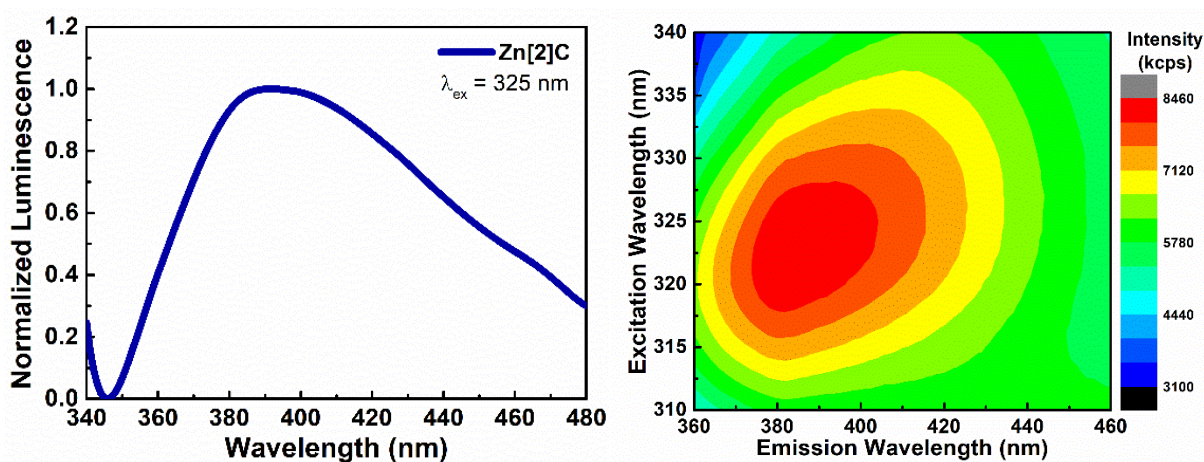 1.2
1.0
0.8
0.6
0.4
0.2
0.0
Normalized Luminescence
Zn[2]C
λex = 325 nm
340 360 380 400 420 440 460 480
Wavelength (nm)
340
335
330
325
320
315
310
Excitation Wavelength (nm)
360 380 400 420 440 460
Emission Wavelength (nm)
Intensity
(kcps)
8460
7120
5780
4440
3100